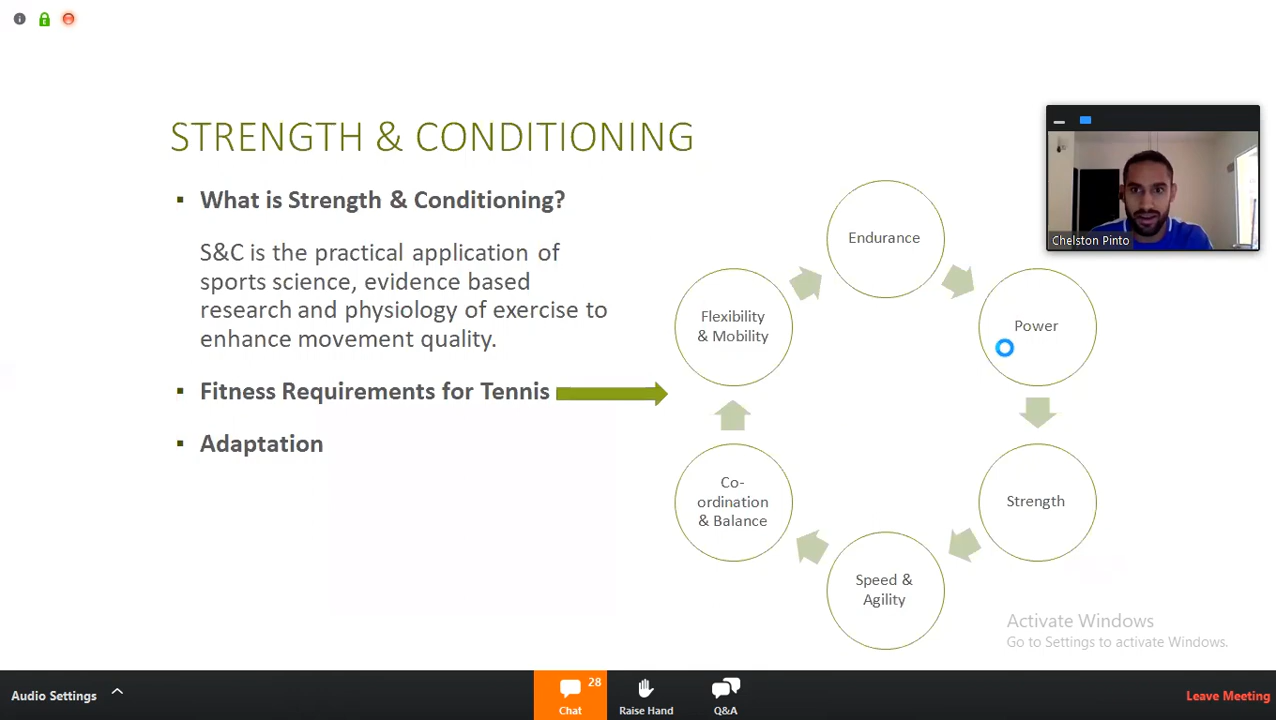 STRENGTH & CONDITIONING
▪ What is Strength & Conditioning?
S&C is the practical application of
sports science, evidence based
research and physiology of exercise to
enhance movement quality.
▪ Fitness Requirements for Tennis
▪ Adaptation
Endurance
Power
Strength
Speed &
Agility
Co-
ordination
& Balance
Flexibility
& Mobility
Chelston Pinto
Activate Windows
Go to Settings to activate Windows.
Audio Settings
28
Chat
Raise Hand
Q&A
Leave Meeting